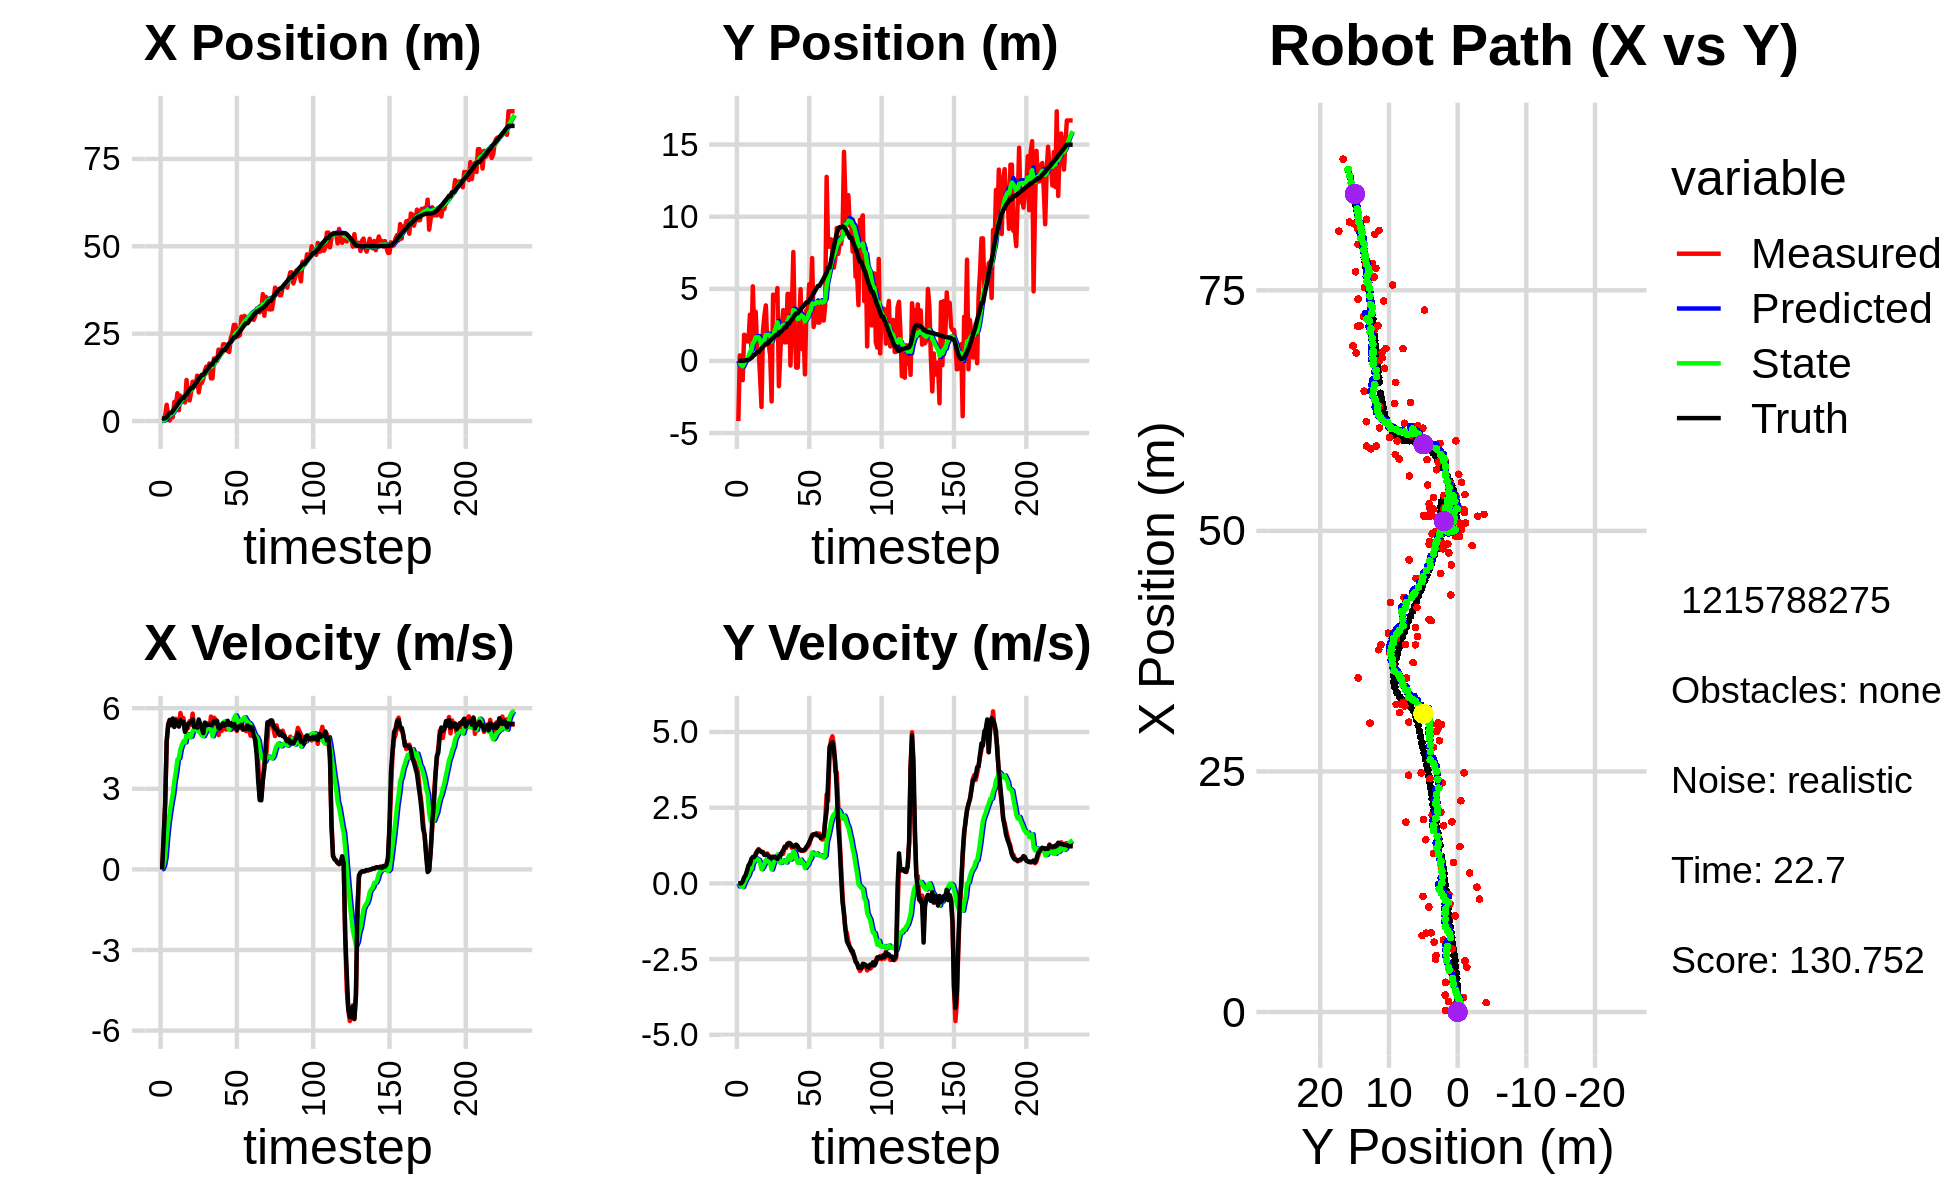 X Position (m)
75
50
25
0
0
50
100
150
200
timestep
Y Position (m)
15
10
5
0
-5
0
50
100
150
200
timestep
X Velocity (m/s)
6
3
0
-3
-6
0
50
100
150
200
timestep
Y Velocity (m/s)
5.0
2.5
0.0
-2.5
-5.0
0
50
100
150
200
timestep
Robot Path (X vs Y)
X Position (m)
75
50
25
0
20 10 0 -10 -20
Y Position (m)
variable
Measured
Predicted
State
Truth
1215788275
Obstacles: none
Noise: realistic
Time: 22.7
Score: 130.752